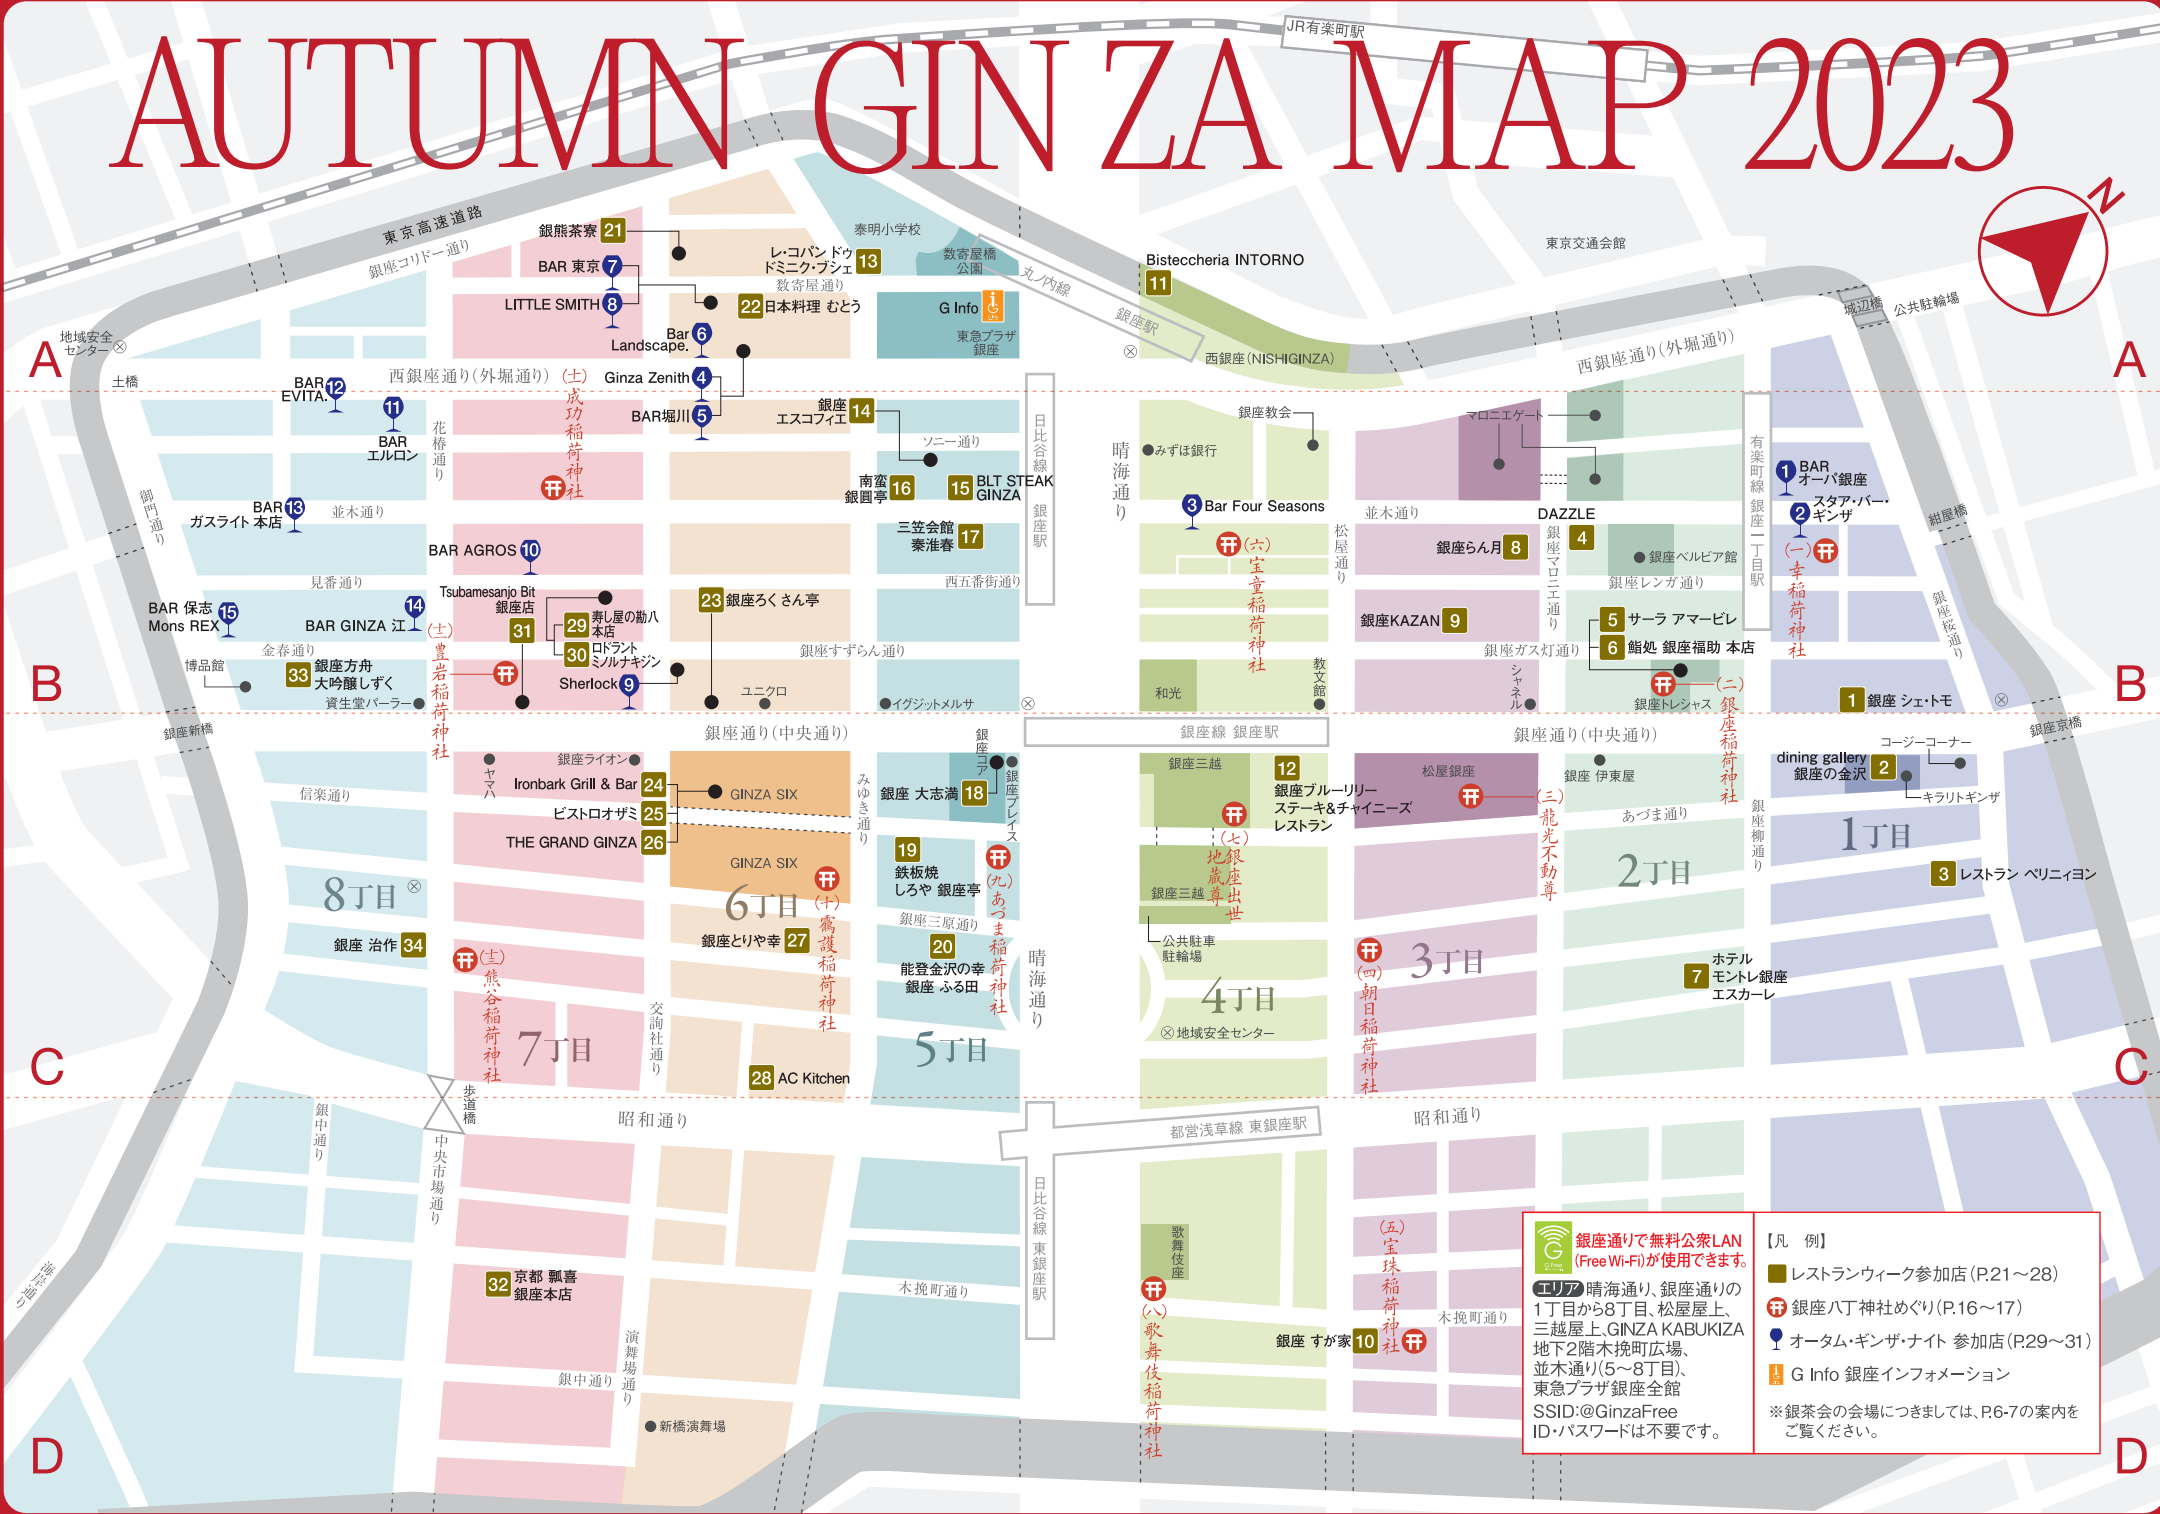 AUTUMN GINZA MAP 2023
JR有楽町駅
N
東京高速道路
銀座コリドー通り
東京交通会館
城辺橋
公共駐輪場
銀熊茶寮 21
BAR 東京 7
LITTLE SMITH 8
Bar
Landscape.
6
レ・コパン ドゥ
ドミニク・ブシェ
13
数寄屋通り
22 日本料理 むとう
泰明小学校
数寄屋橋
公園
G Info
東急プラザ
銀座
丸ノ内線
銀座駅
Bisteccheria INTORNO
11
西銀座(NISHIGINZA)
西銀座通り(外堀通り)
地域安全
センター
A
A
土橋
西銀座通り(外堀通り)
Ginza Zenith 4
BAR堀川 5
BAR
EVITA.
12
11
BAR
エルロン
花椿通り
(十一)成功稲荷神社
銀座
エスコフィエ
14
ソニー通り
南蛮
銀圓亭
16
15
BLT STEAK
GINZA
三笠会館
秦淮春
17
日比谷線 銀座駅
晴海通り
みずほ銀行
銀座教会
マロニエゲート
有楽町線 銀座一丁目駅
1
BAR
オーパ銀座
2
スタア・バー・
ギンザ
(一)幸稲荷神社
紺屋橋
銀座桜通り
御門通り
BAR
ガスライト 本店
13
並木通り
BAR AGROS 10
見番通り
西五番街通り
3 Bar Four Seasons
(六)宝童稲荷神社
松屋通り
並木通り
DAZZLE
4
銀座らん月 8
銀座マロニエ通り
銀座ベルビア館
銀座レンガ通り
銀座KAZAN 9
5 サーラ アマービレ
銀座ガス灯通り
6 鮨処 銀座福助 本店
BAR 保志
Mons REX
15
14
BAR GINZA 江
Tsubamesanjo Bit
銀座店
31
29
寿し屋の勘八
本店
30
ロドラント
ミノルナキジン
23 銀座ろくさん亭
銀座すずらん通り
金春通り
博品館
33
銀座方舟
大吟醸しずく
資生堂パーラー
(十二)豊岩稲荷神社
Sherlock 9
ユニクロ
イグジットメルサ
和光
教文館
シャネル
銀座トレシャス
(二)銀座稲荷神社
1 銀座 シェ・トモ
B
B
銀座新橋
銀座通り(中央通り)
銀座線 銀座駅
銀座通り(中央通り)
銀座京橋
信楽通り
ヤマハ
銀座ライオン
Ironbark Grill & Bar 24
ビストロオザミ 25
THE GRAND GINZA 26
GINZA SIX
GINZA SIX
みゆき通り
銀座コア
銀座プレイス
銀座 大志満 18
19
鉄板焼
しろや 銀座亭
銀座三原通り
20
能登金沢の幸
銀座 ふる田
(九)あづま稲荷神社
銀座三越
12
銀座ブルーリリー
ステーキ&チャイニーズ
レストラン
(七)銀座出世
地蔵尊
銀座三越
公共駐車
駐輪場
松屋銀座
(三)龍光不動尊
銀座 伊東屋
あづま通り
銀座柳通り
dining gallery
銀座の金沢
2
コージーコーナー
キラリトギンザ
1丁目
3 レストラン ペリニィヨン
2丁目
3丁目
4丁目
5丁目
6丁目
7丁目
8丁目
銀座 治作 34
(十三)熊谷稲荷神社
銀座とりや幸 27
(十)靍護稲荷神社
晴海通り
地域安全センター
(四)朝日稲荷神社
7
ホテル
モントレ銀座
エスカーレ
交詢社通り
28 AC Kitchen
C
C
歩道橋
昭和通り
都営浅草線 東銀座駅
昭和通り
銀中通り
中央市場通り
日比谷線 東銀座駅
32
京都 瓢喜
銀座本店
木挽町通り
歌舞伎座
(八)歌舞伎稲荷神社
(五)宝珠稲荷神社
銀座 すが家 10
木挽町通り
海岸通り
演舞場通り
銀中通り
新橋演舞場
D
D
G
銀座通りで無料公衆LAN
(Free Wi-Fi)が使用できます。
エリア 晴海通り、銀座通りの
1丁目から8丁目、松屋屋上、
三越屋上、GINZA KABUKIZA
地下2階木挽町広場、
並木通り(5〜8丁目)、
東急プラザ銀座全館
SSID:@GinzaFree
ID・パスワードは不要です。
【凡 例】
レストランウィーク参加店(P.21〜28)
銀座八丁神社めぐり(P.16〜17)
オータム・ギンザ・ナイト 参加店(P.29〜31)
G Info 銀座インフォメーション
※銀茶会の会場につきましては、P.6-7の案内を
ご覧ください。